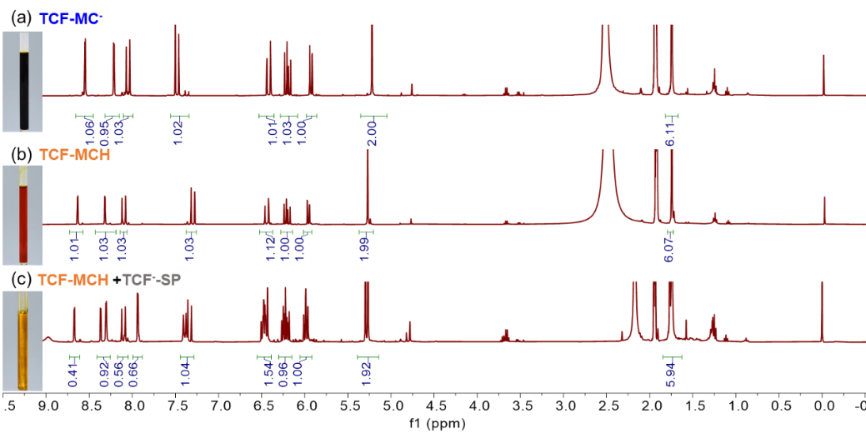 (a) TCF-MC⁻
1.06 0.95 1.03 1.02 1.01 1.03 1.00 2.00 6.11
(b) TCF-MCH
1.01 1.03 1.03 1.03 1.12 1.00 1.00 1.99 6.07
(c) TCF-MCH +TCF⁻-SP
0.41 0.92 0.56 0.66 1.04 1.54 0.96 1.00 1.92 5.94
.5 9.0 8.5 8.0 7.5 7.0 6.5 6.0 5.5 5.0 4.5 4.0 3.5 3.0 2.5 2.0 1.5 1.0 0.5 0.0 -0
f1 (ppm)